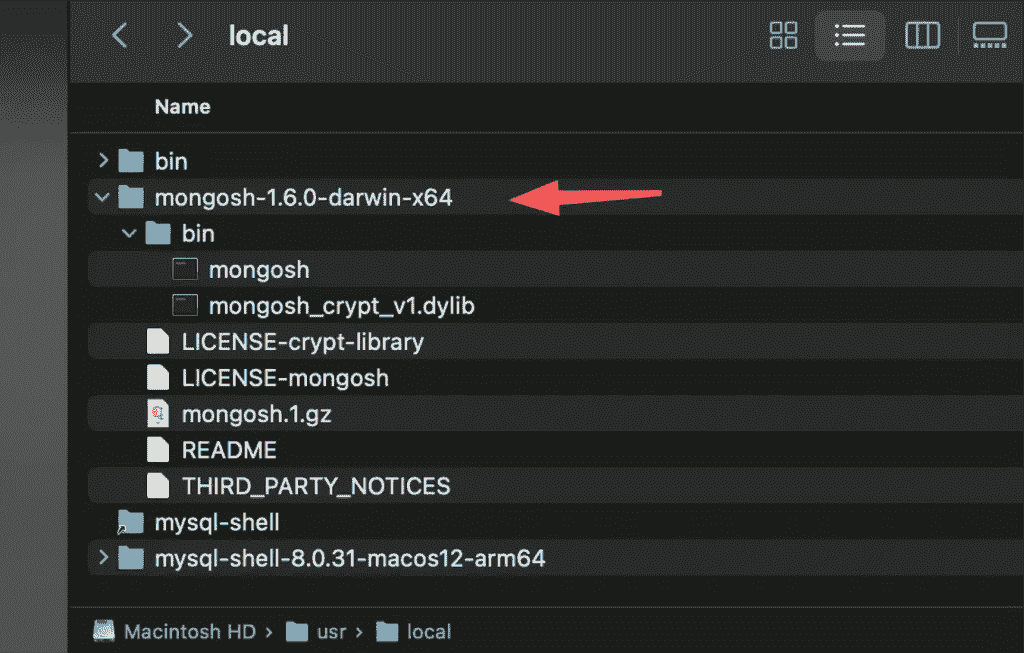 local
Name
bin
mongosh-1.6.0-darwin-x64
bin
mongosh
mongosh_crypt_v1.dylib
LICENSE-crypt-library
LICENSE-mongosh
mongosh.1.gz
README
THIRD_PARTY_NOTICES
mysql-shell
mysql-shell-8.0.31-macos12-arm64
Macintosh HD › usr › local